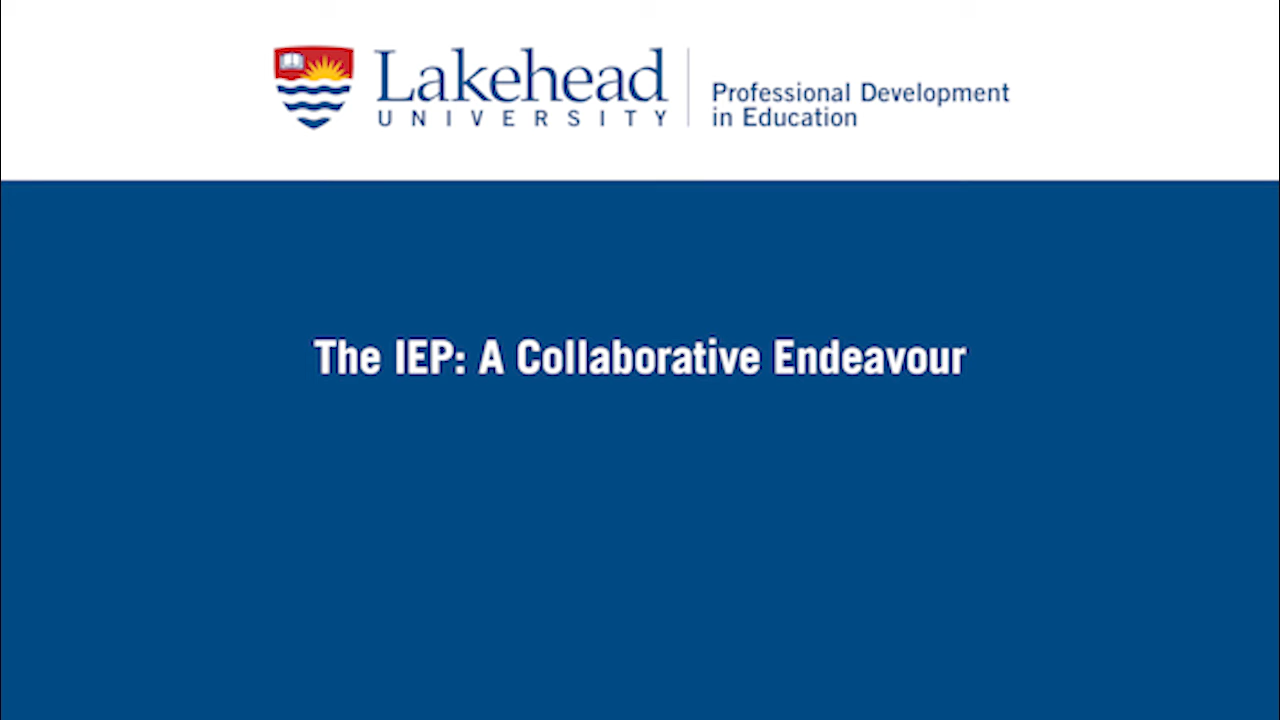 Lakehead
UNIVERSITY
Professional Development
in Education
The IEP: A Collaborative Endeavour